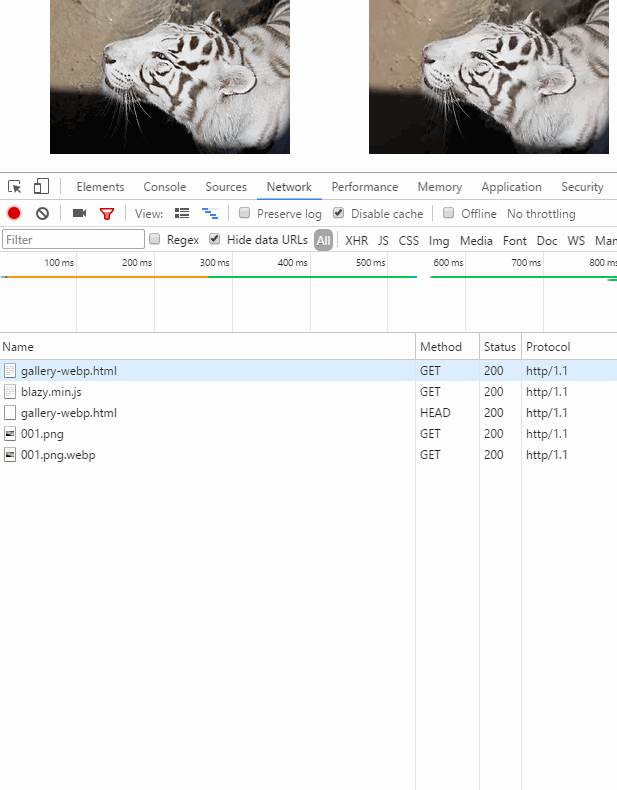 Elements Console Sources Network Performance Memory Application Security
View: Preserve log Disable cache Offline No throttling
Filter Regex Hide data URLs All XHR JS CSS Img Media Font Doc WS Man
100 ms 200 ms 300 ms 400 ms 500 ms 600 ms 700 ms 800 ms
Name Method Status Protocol
gallery-webp.html GET 200 http/1.1
blazy.min.js GET 200 http/1.1
gallery-webp.html HEAD 200 http/1.1
001.png GET 200 http/1.1
001.png.webp GET 200 http/1.1